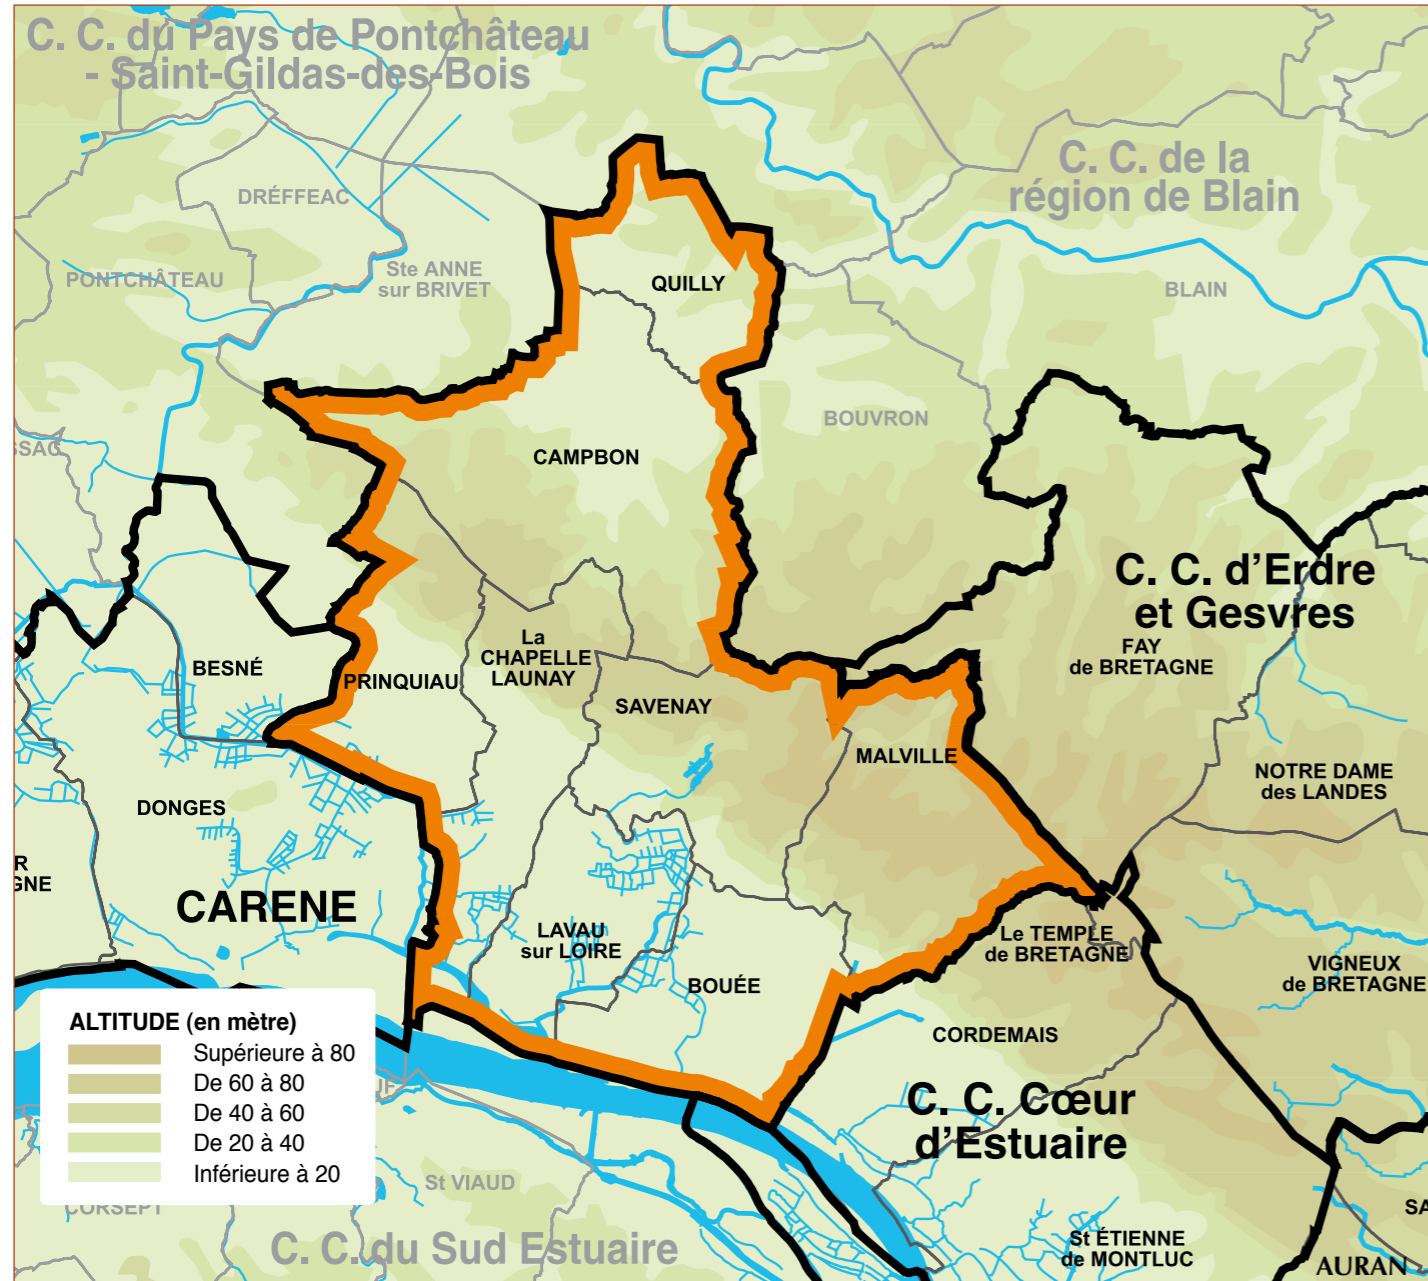 C. C. du Pays de Pontchâteau
- Saint-Gildas-des-Bois
C. C. de la
région de Blain
DRÉFFEAC
PONTCHÂTEAU
Ste ANNE
sur BRIVET
QUILLY
BLAIN
BOUVRON
SSAC
CAMPBON
C. C. d'Erdre
et Gesvres
FAY
de BRETAGNE
La
CHAPELLE
LAUNAY
BESNÉ
PRINQUIAU
SAVENAY
MALVILLE
NOTRE DAME
des LANDES
DONGES
R
GNE
CARENE
LAVAU
sur LOIRE
BOUÉE
Le TEMPLE
de BRETAGNE
VIGNEUX
de BRETAGNE
CORDEMAIS
ALTITUDE (en mètre)
Supérieure à 80
De 60 à 80
De 40 à 60
De 20 à 40
Inférieure à 20
C. C. Cœur
d'Estuaire
St VIAUD
CORSEPT
C. C. du Sud Estuaire
St ÉTIENNE
de MONTLUC
SA
AURAN